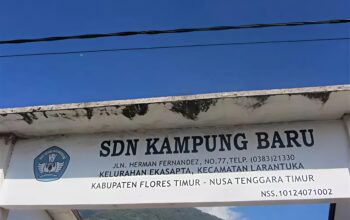 SDN KAMPUNG BARU
JLN. HERMAN FERNANDEZ, NO.77,TELP. (0383)21330
KELURAHAN EKASAPTA, KECAMATAN LARANTUKA
KABUPATEN FLORES TIMUR - NUSA TENGGARA TIMUR
NSS.10124071002